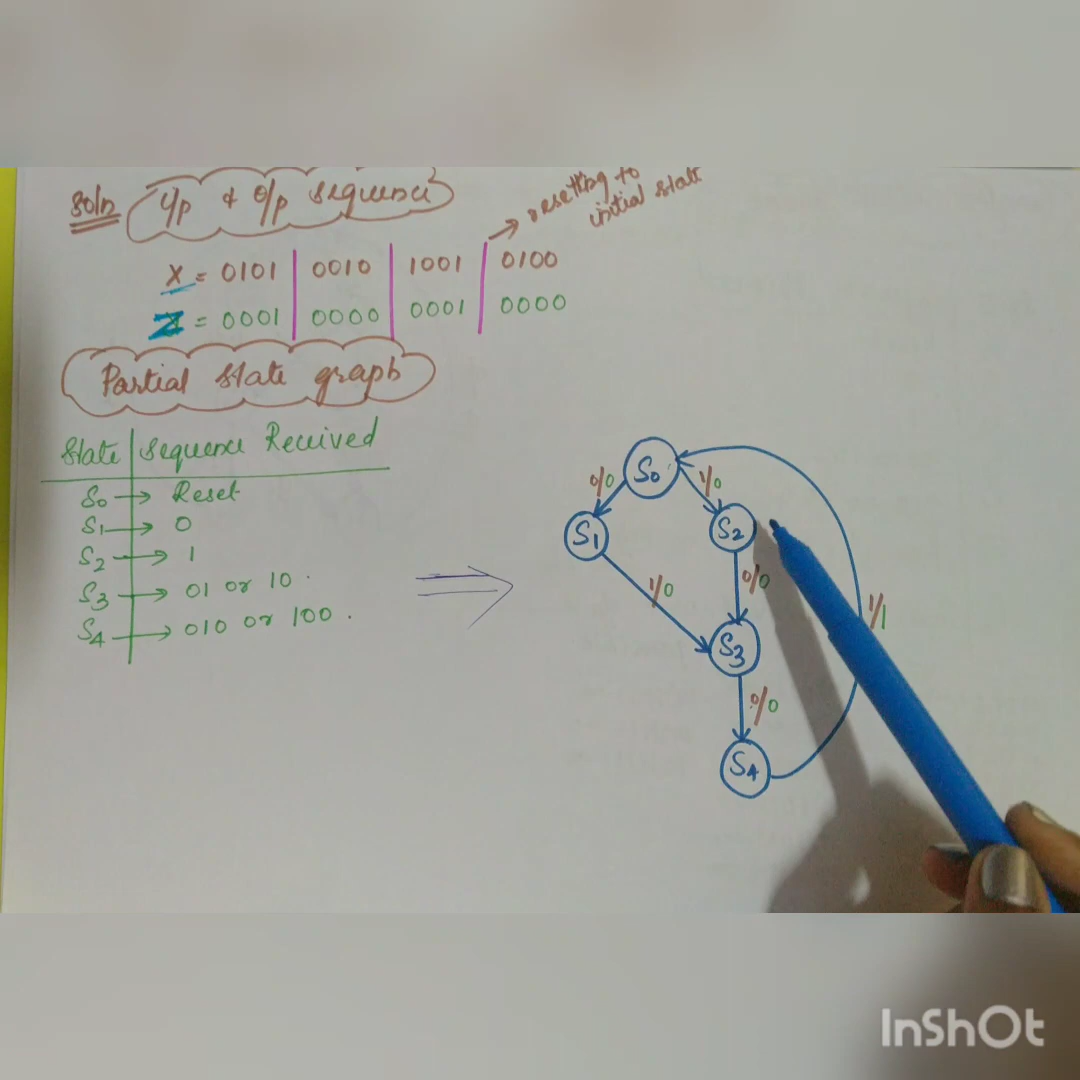 Soln I/p & O/p sequence
→ resetting to
initial state
X = 0101 | 0010 | 1001 | 0100
Z = 0001 | 0000 | 0001 | 0000
Partial state graph
State | Sequence Received
S0 → Reset
S1 → 0
S2 → 1
S3 → 01 or 10 .
S4 → 010 or 100 .
S0
0/0 1/0
S1 S2
1/0 0/0
1/1
S3
0/0
S4
InShOt